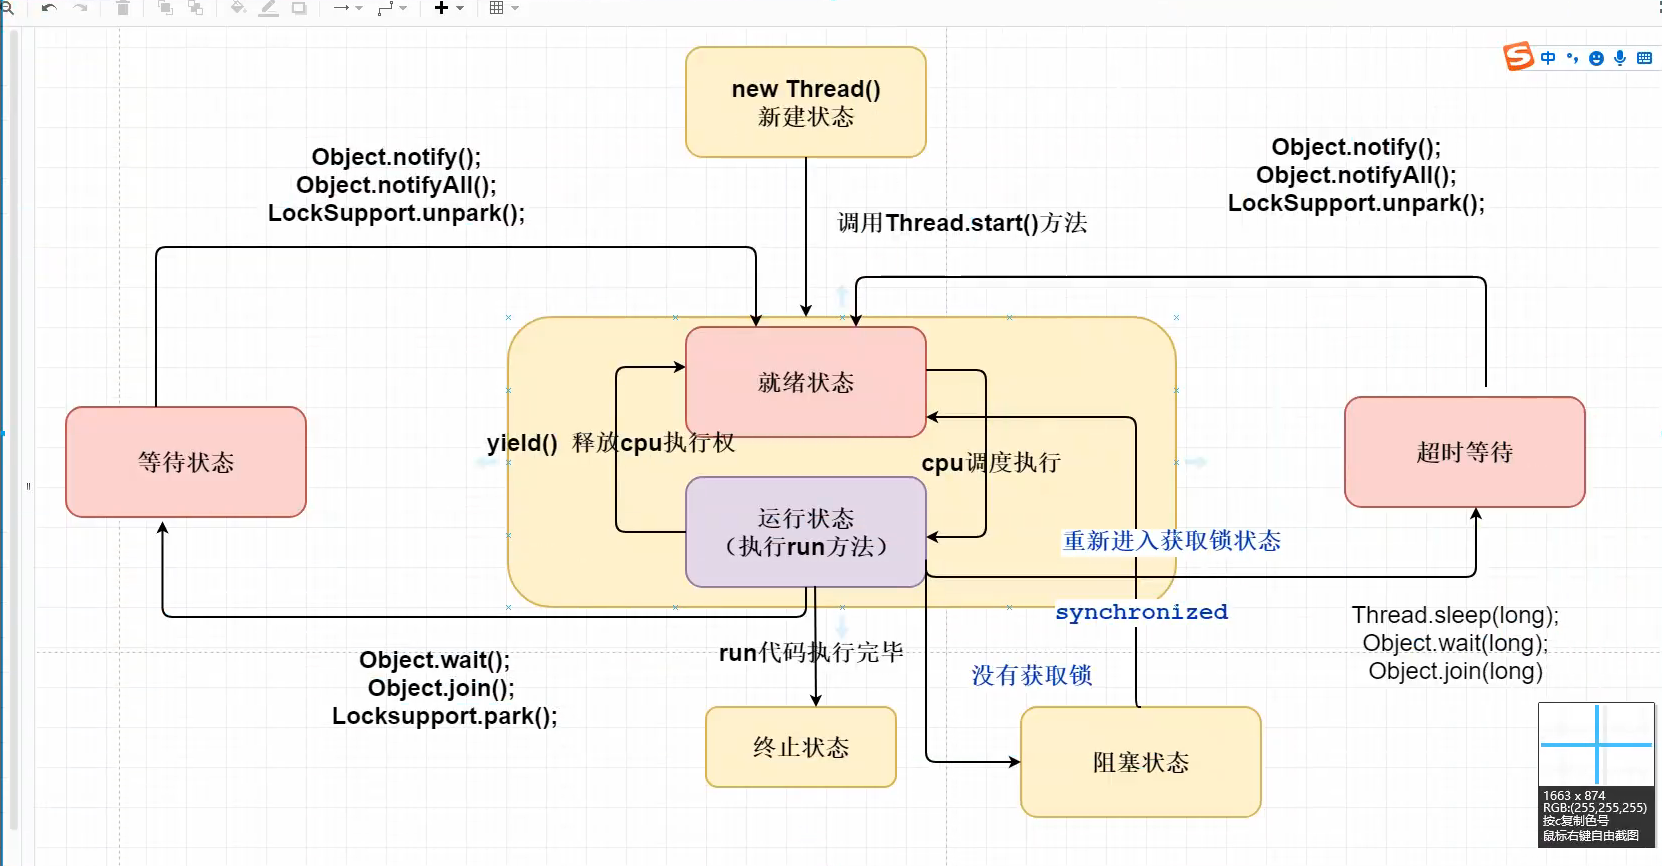 new Thread()
新建状态
Object.notify();
Object.notifyAll();
LockSupport.unpark();
Object.notify();
Object.notifyAll();
LockSupport.unpark();
调用Thread.start()方法
就绪状态
等待状态
yield() 释放cpu执行权
cpu调度执行
超时等待
运行状态
（执行run方法）
重新进入获取锁状态
synchronized
Thread.sleep(long);
Object.wait(long);
Object.join(long)
run代码执行完毕
没有获取锁
Object.wait();
Object.join();
Locksupport.park();
终止状态
阻塞状态
中
1663 x 874
RGB:(255,255,255)
按c复制色号
鼠标右键自由截图